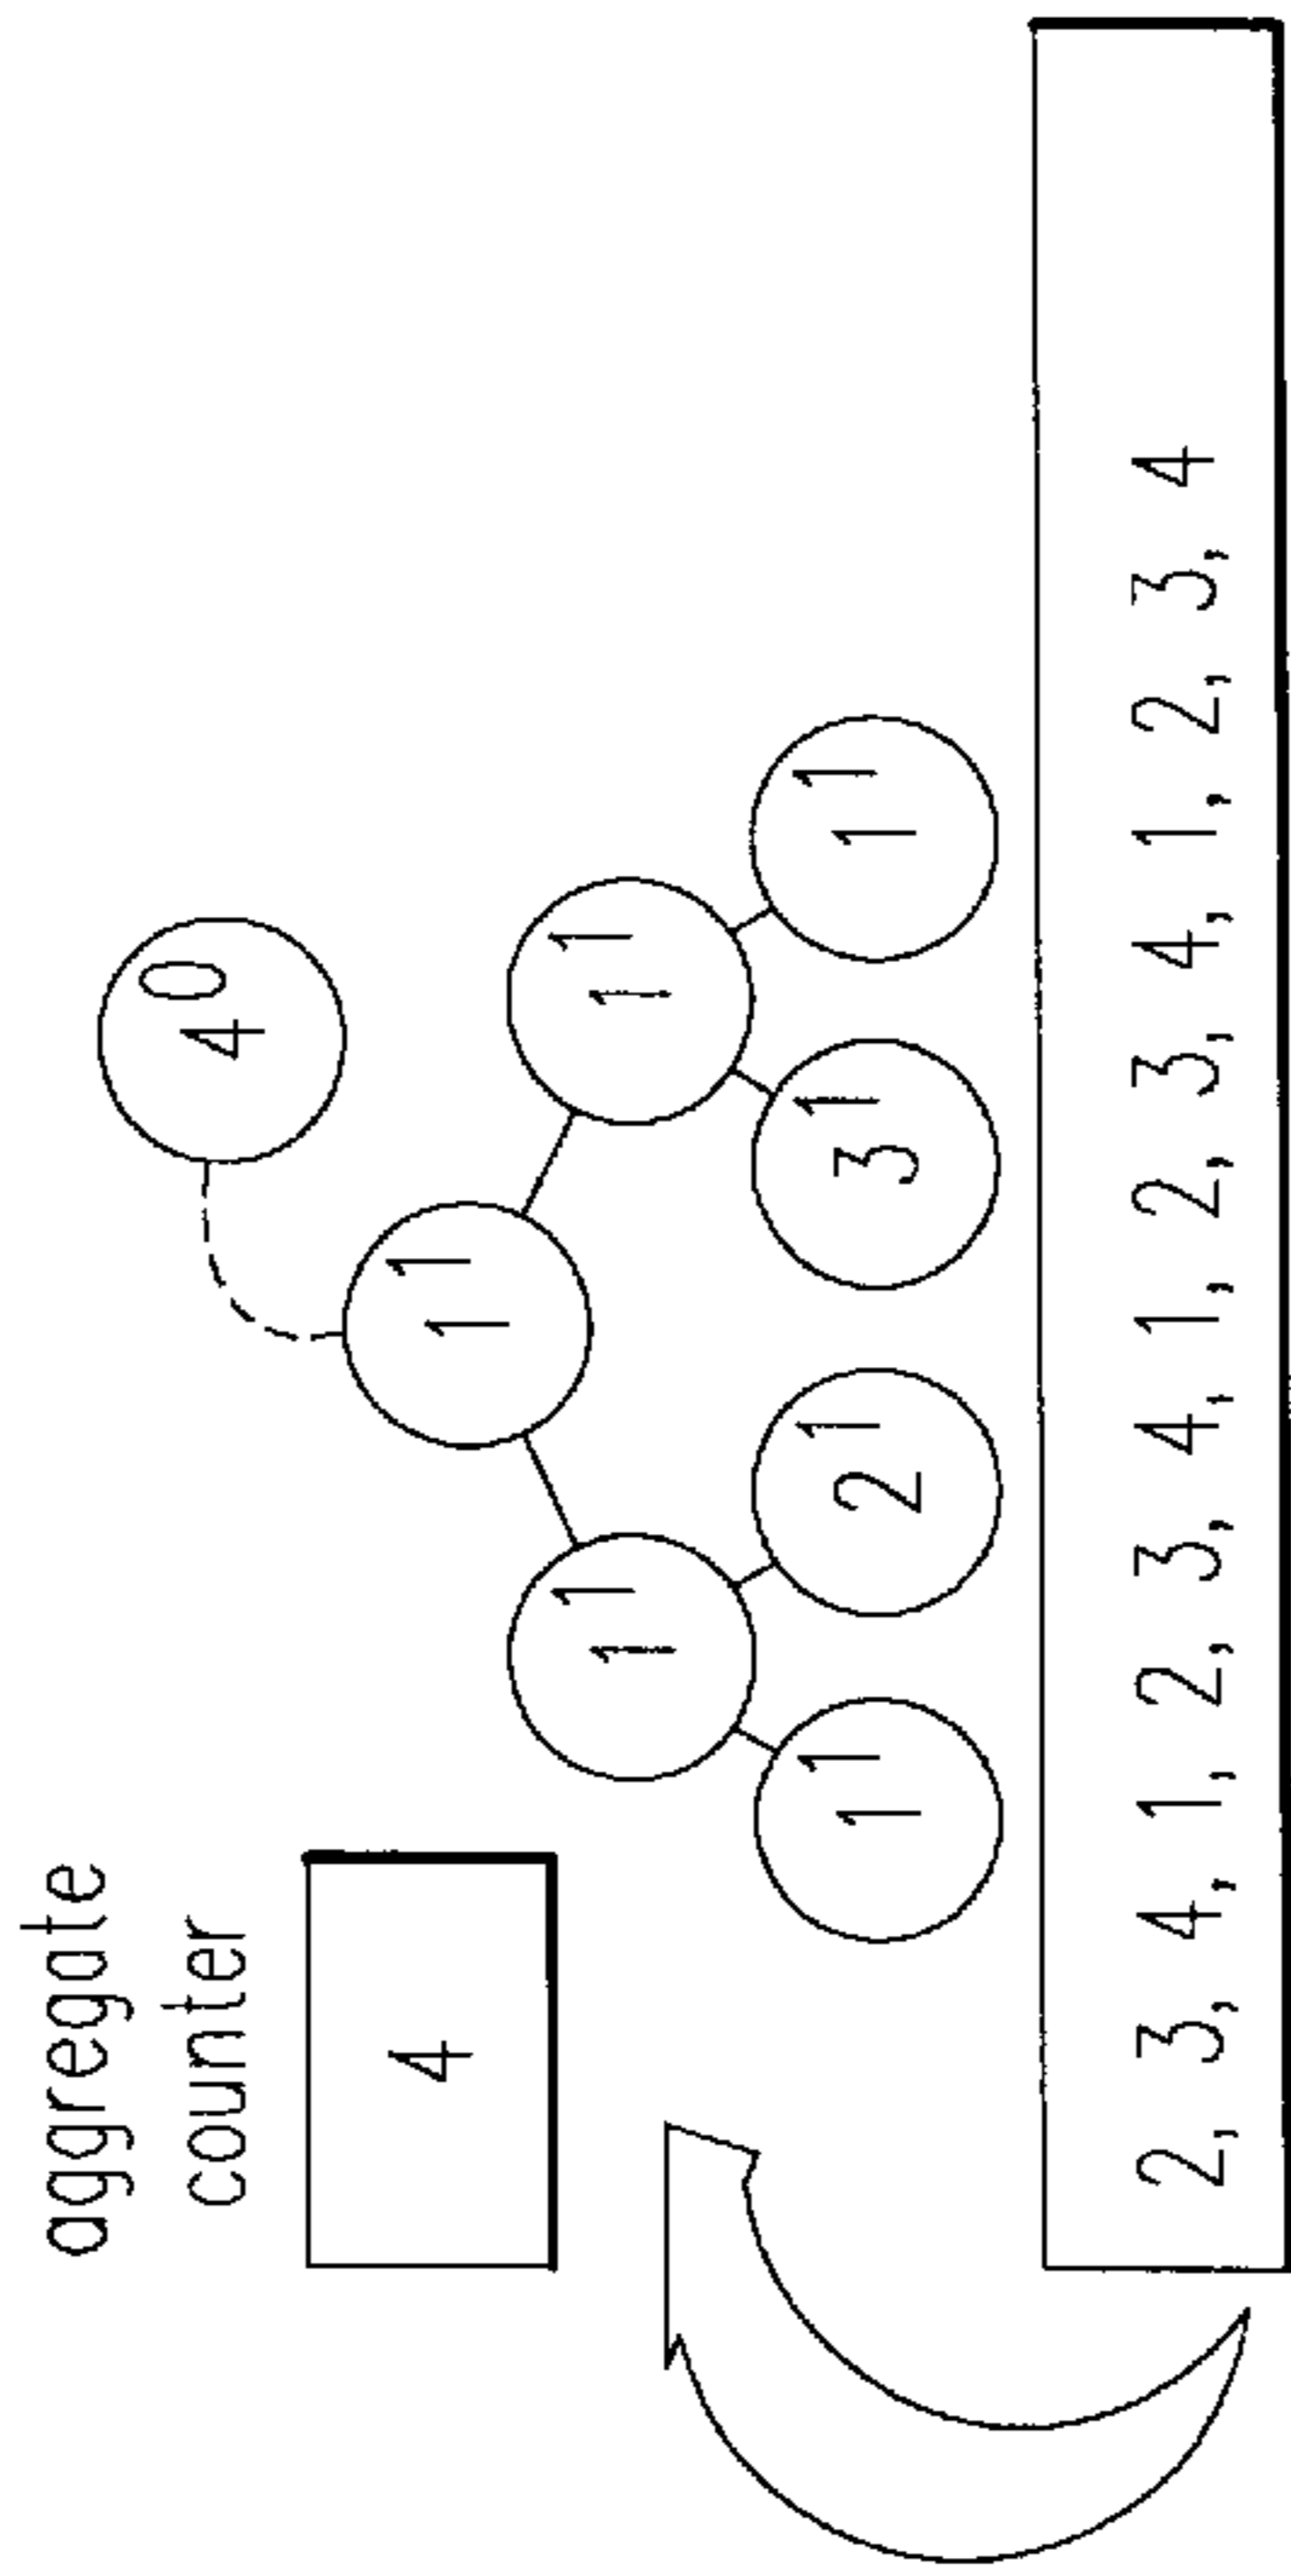 aggregate
counter
4⁰
4
1¹
1¹ 1¹
1¹ 2¹ 3¹ 1¹
2, 3, 4, 1, 2, 3, 4, 1, 2, 3, 4, 1, 2, 3, 4